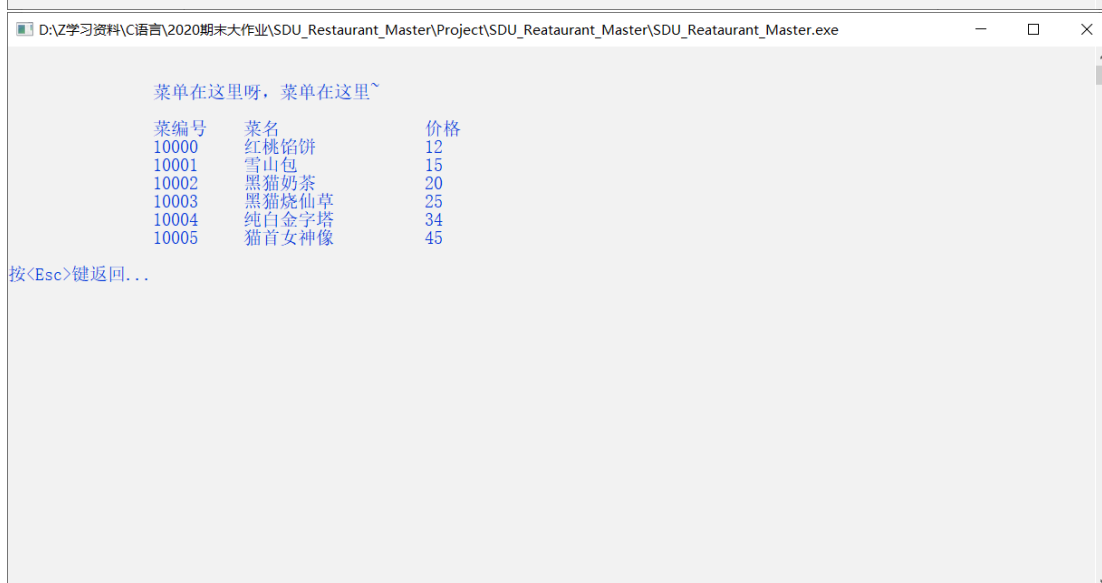 D:\Z学习资料\C语言\2020期末大作业\SDU_Restaurant_Master\Project\SDU_Reataurant_Master\SDU_Reataurant_Master.exe
菜单在这里呀，菜单在这里~
菜编号 菜名 价格
10000 红桃馅饼 12
10001 雪山包 15
10002 黑猫奶茶 20
10003 黑猫烧仙草 25
10004 纯白金字塔 34
10005 猫首女神像 45
按<Esc>键返回...